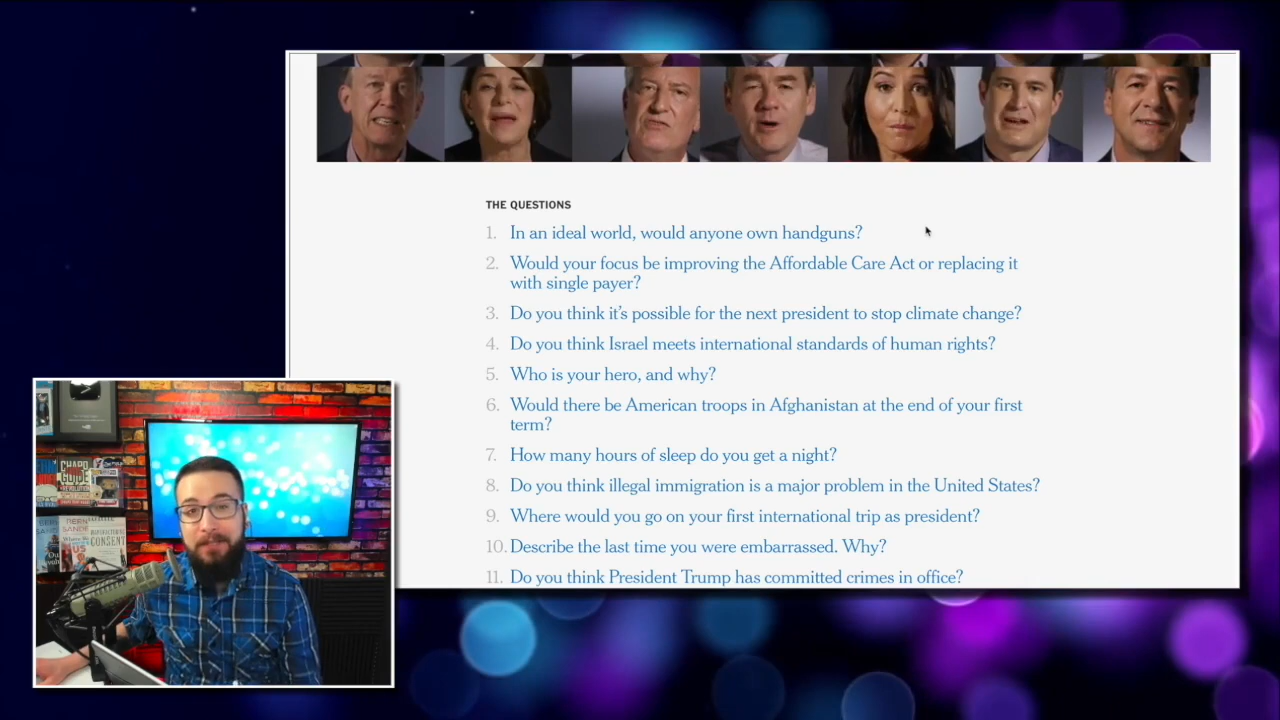 THE QUESTIONS
1. In an ideal world, would anyone own handguns?
2. Would your focus be improving the Affordable Care Act or replacing it
with single payer?
3. Do you think it’s possible for the next president to stop climate change?
4. Do you think Israel meets international standards of human rights?
5. Who is your hero, and why?
6. Would there be American troops in Afghanistan at the end of your first
term?
7. How many hours of sleep do you get a night?
8. Do you think illegal immigration is a major problem in the United States?
9. Where would you go on your first international trip as president?
10. Describe the last time you were embarrassed. Why?
11. Do you think President Trump has committed crimes in office?
CHAPO
GUIDE
REVOLUTION
BERN
SANDE
CONSENT